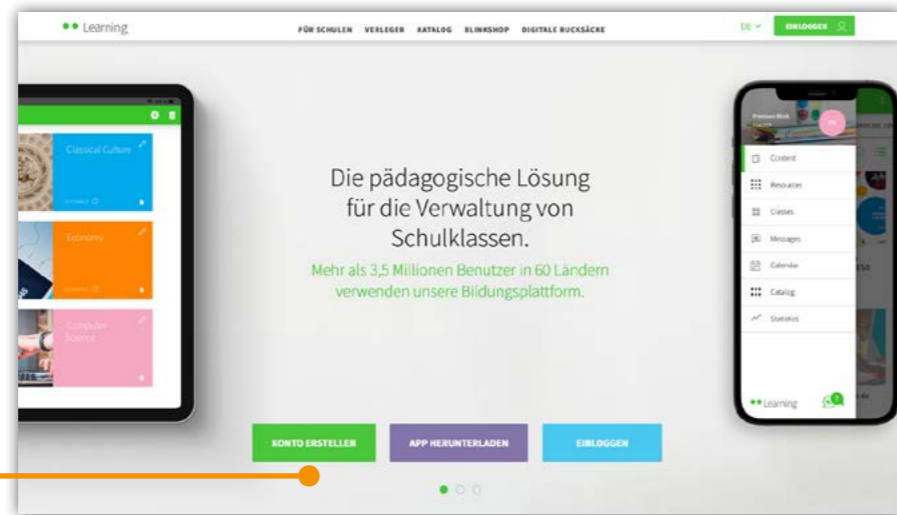 Learning
FÜR SCHULEN VERLEGER KATALOG BLINKSHOP DIGITALE RUCKSÄCKE
DE
EINLOGGEN
Classical Culture
Economy
Computer
Science
Die pädagogische Lösung
für die Verwaltung von
Schulklassen.
Mehr als 3,5 Millionen Benutzer in 60 Ländern
verwenden unsere Bildungsplattform.
Premium Blink
Content
Resources
Classes
Messages
Calendar
Catalog
Statistics
Learning
KONTO ERSTELLEN
APP HERUNTERLADEN
EINLOGGEN